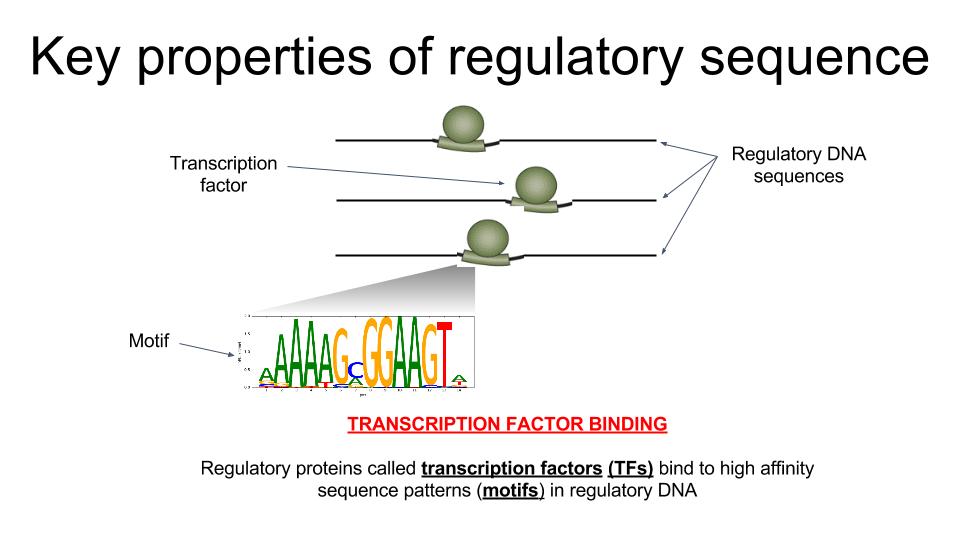 Key properties of regulatory sequence
Transcription
factor
Regulatory DNA
sequences
Motif
AAAAAGCGGAAGTA
TRANSCRIPTION FACTOR BINDING
Regulatory proteins called transcription factors (TFs) bind to high affinity
sequence patterns (motifs) in regulatory DNA